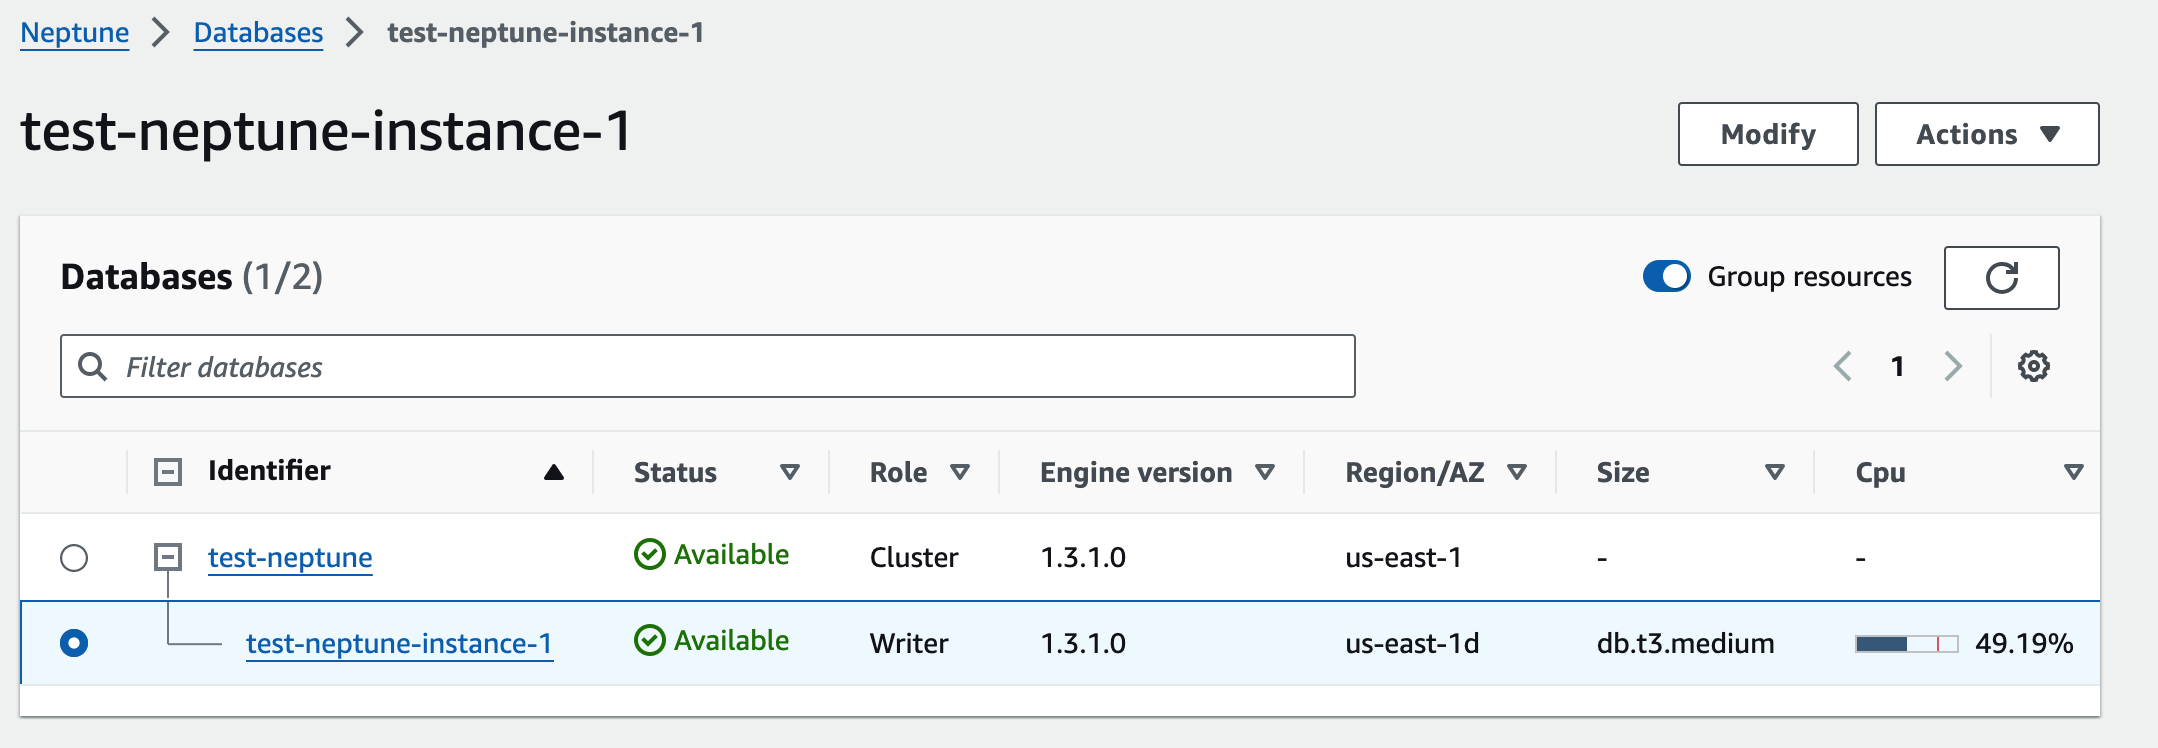 Neptune Databases test-neptune-instance-1
test-neptune-instance-1
Modify Actions
Databases (1/2) Group resources
Filter databases 1
Identifier Status Role Engine version Region/AZ Size Cpu
test-neptune Available Cluster 1.3.1.0 us-east-1 - -
test-neptune-instance-1 Available Writer 1.3.1.0 us-east-1d db.t3.medium 49.19%